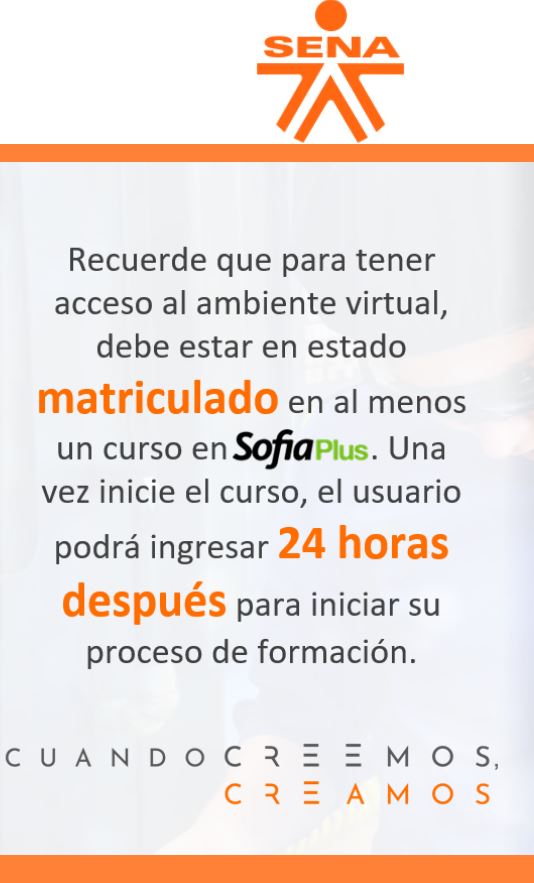 SENA
Recuerde que para tener
acceso al ambiente virtual,
debe estar en estado
matriculado en al menos
un curso en Sofia Plus. Una
vez inicie el curso, el usuario
podrá ingresar 24 horas
después para iniciar su
proceso de formación.
CUANDO CREEMOS,
CREAMOS